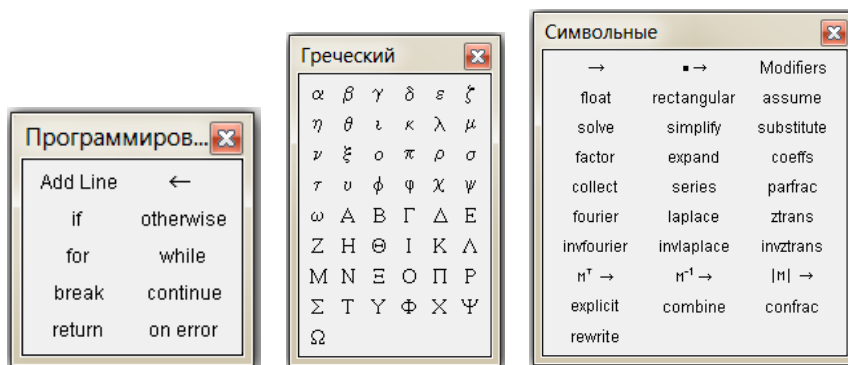 Программиров...
Add Line ←
if otherwise
for while
break continue
return on error
Греческий
α β γ δ ε ζ
η θ ι κ λ μ
ν ξ ο π ρ σ
τ υ ϕ φ χ ψ
ω Α Β Γ Δ Ε
Ζ Η Θ Ι Κ Λ
Μ Ν Ξ Ο Π Ρ
Σ Τ Υ Φ Χ Ψ
Ω
Символьные
→ ▪ → Modifiers
float rectangular assume
solve simplify substitute
factor expand coeffs
collect series parfrac
fourier laplace ztrans
invfourier invlaplace invztrans
Mᵀ → M⁻¹ → |M| →
explicit combine confrac
rewrite